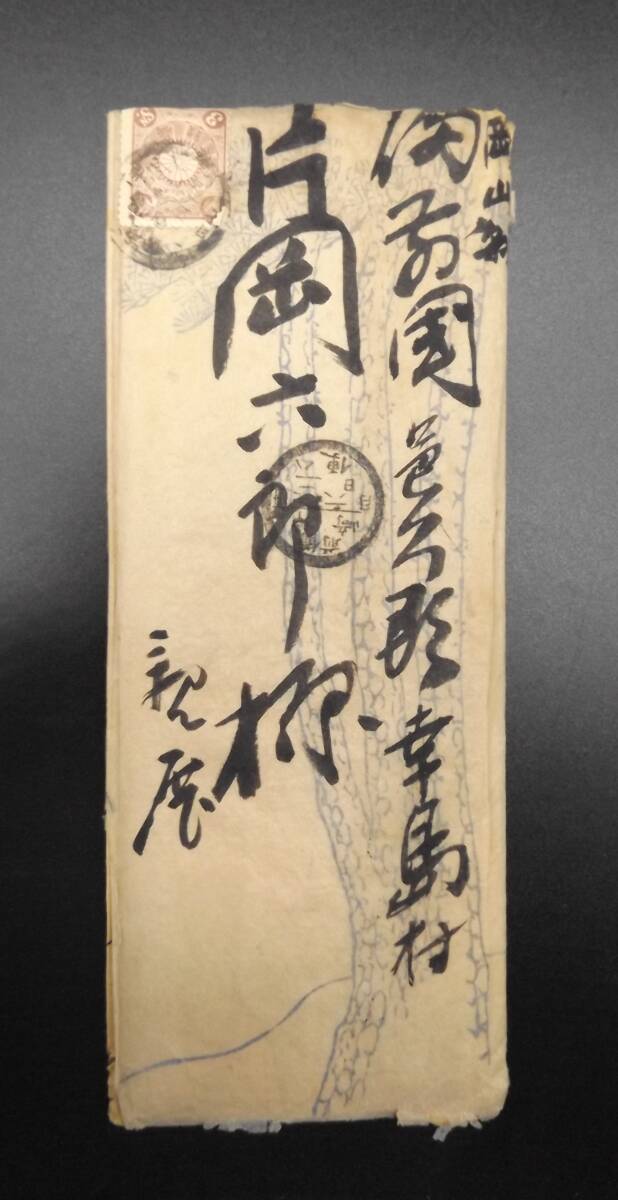 岡山県
備前国邑久郡幸島村
片岡六郎様
親展